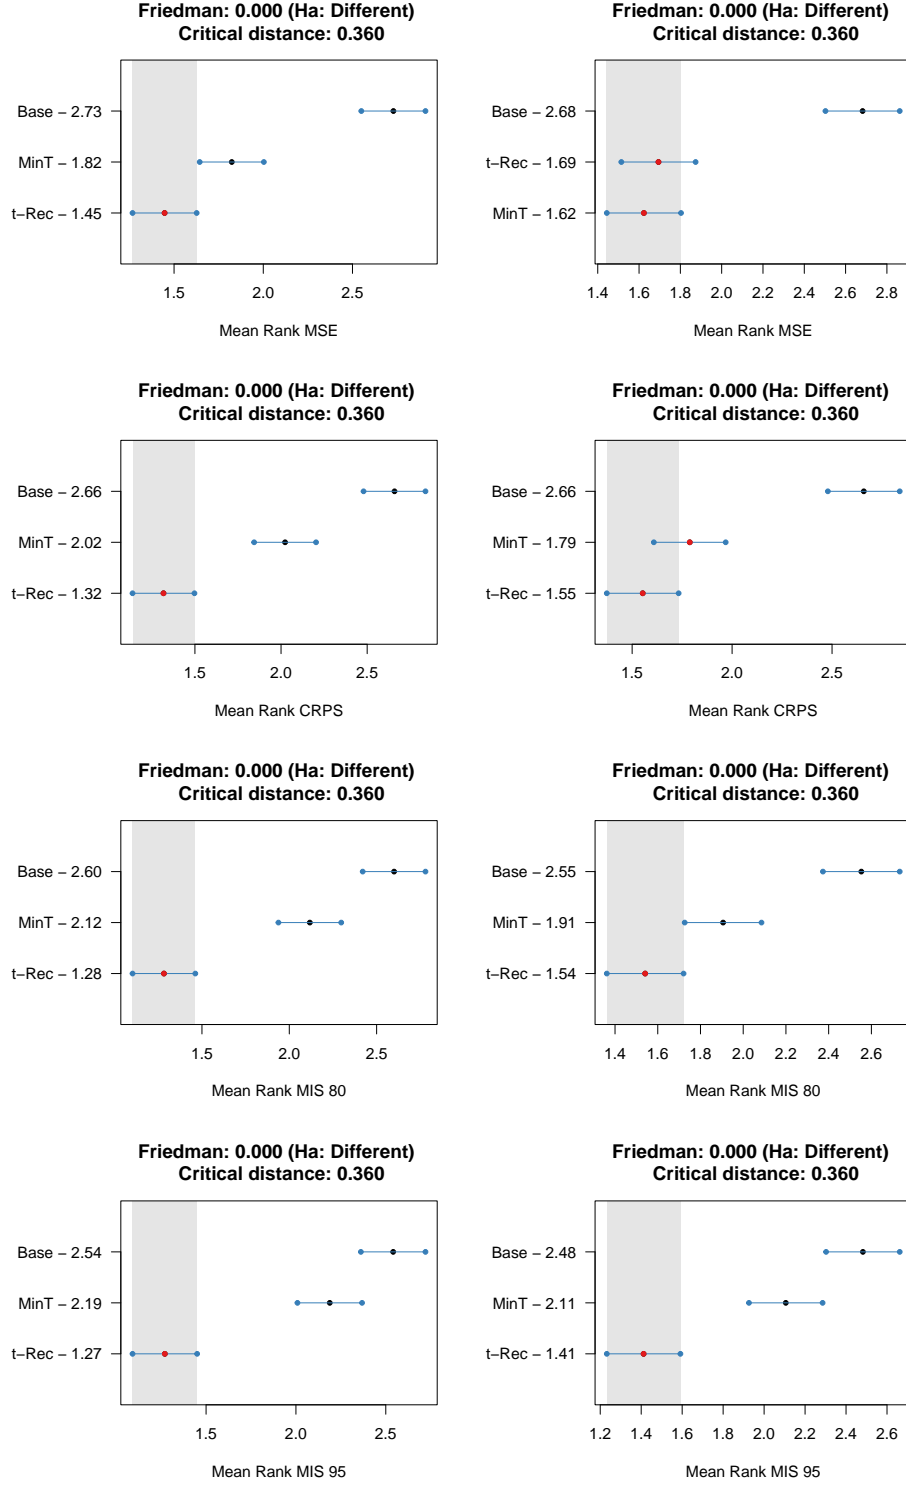 Friedman: 0.000 (Ha: Different)
Critical distance: 0.360
Base − 2.73
MinT − 1.82
t−Rec − 1.45
1.5 2.0 2.5
Mean Rank MSE
Friedman: 0.000 (Ha: Different)
Critical distance: 0.360
Base − 2.68
t−Rec − 1.69
MinT − 1.62
1.4 1.6 1.8 2.0 2.2 2.4 2.6 2.8
Mean Rank MSE
Friedman: 0.000 (Ha: Different)
Critical distance: 0.360
Base − 2.66
MinT − 2.02
t−Rec − 1.32
1.5 2.0 2.5
Mean Rank CRPS
Friedman: 0.000 (Ha: Different)
Critical distance: 0.360
Base − 2.66
MinT − 1.79
t−Rec − 1.55
1.5 2.0 2.5
Mean Rank CRPS
Friedman: 0.000 (Ha: Different)
Critical distance: 0.360
Base − 2.60
MinT − 2.12
t−Rec − 1.28
1.5 2.0 2.5
Mean Rank MIS 80
Friedman: 0.000 (Ha: Different)
Critical distance: 0.360
Base − 2.55
MinT − 1.91
t−Rec − 1.54
1.4 1.6 1.8 2.0 2.2 2.4 2.6
Mean Rank MIS 80
Friedman: 0.000 (Ha: Different)
Critical distance: 0.360
Base − 2.54
MinT − 2.19
t−Rec − 1.27
1.5 2.0 2.5
Mean Rank MIS 95
Friedman: 0.000 (Ha: Different)
Critical distance: 0.360
Base − 2.48
MinT − 2.11
t−Rec − 1.41
1.2 1.4 1.6 1.8 2.0 2.2 2.4 2.6
Mean Rank MIS 95